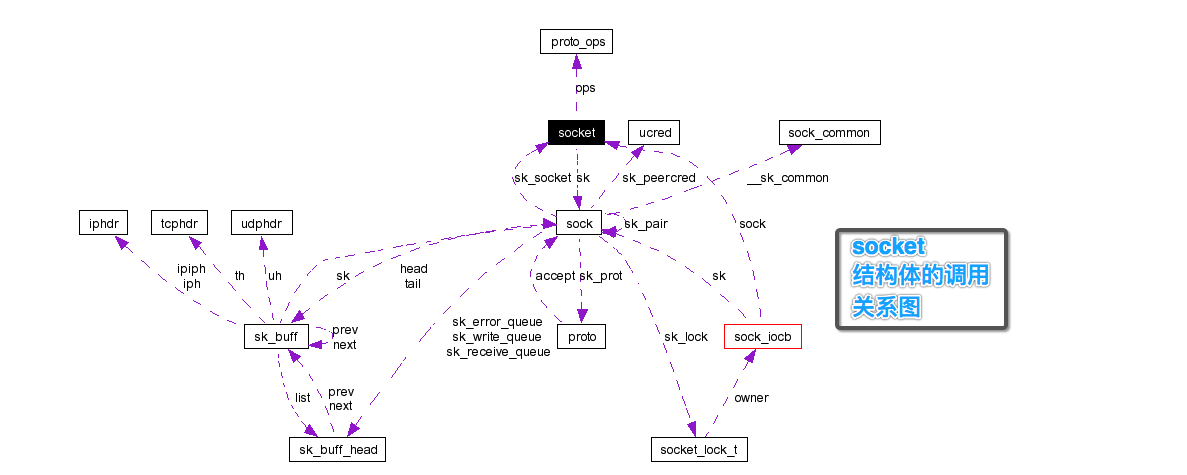 proto_ops
pps
socket
ucred
sock_common
sk_socket
sk
sk_peercred
__sk_common
iphdr
tcphdr
udphdr
sock
sk_pair
sock
socket
结构体的调用
关系图
ipiph
iph
th
uh
sk
head
tail
accept
sk_prot
sk
sk_buff
prev
next
sk_error_queue
sk_write_queue
sk_receive_queue
proto
sk_lock
sock_iocb
list
prev
next
owner
sk_buff_head
socket_lock_t